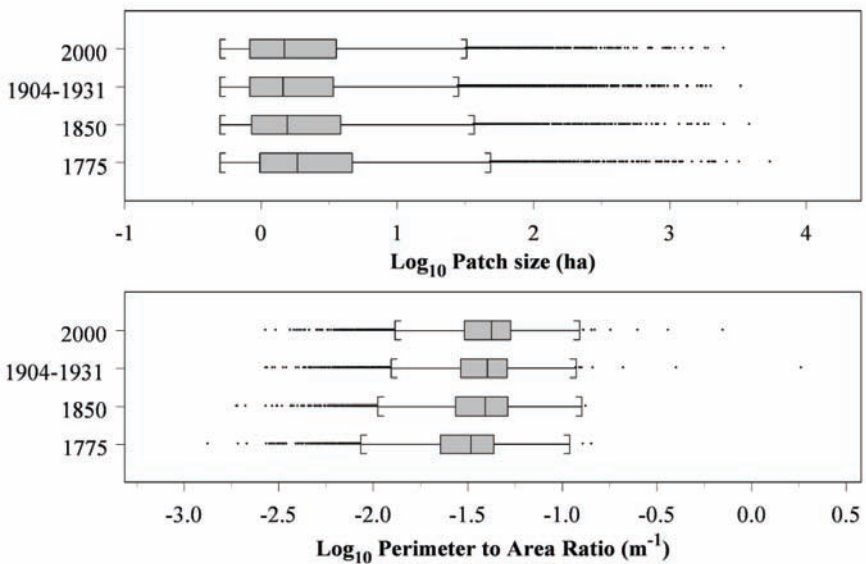 2000
1904-1931
1850
1775
-1 0 1 2 3 4
Log₁₀ Patch size (ha)
2000
1904-1931
1850
1775
-3.0 -2.5 -2.0 -1.5 -1.0 -0.5 0.0 0.5
Log₁₀ Perimeter to Area Ratio (m⁻¹)